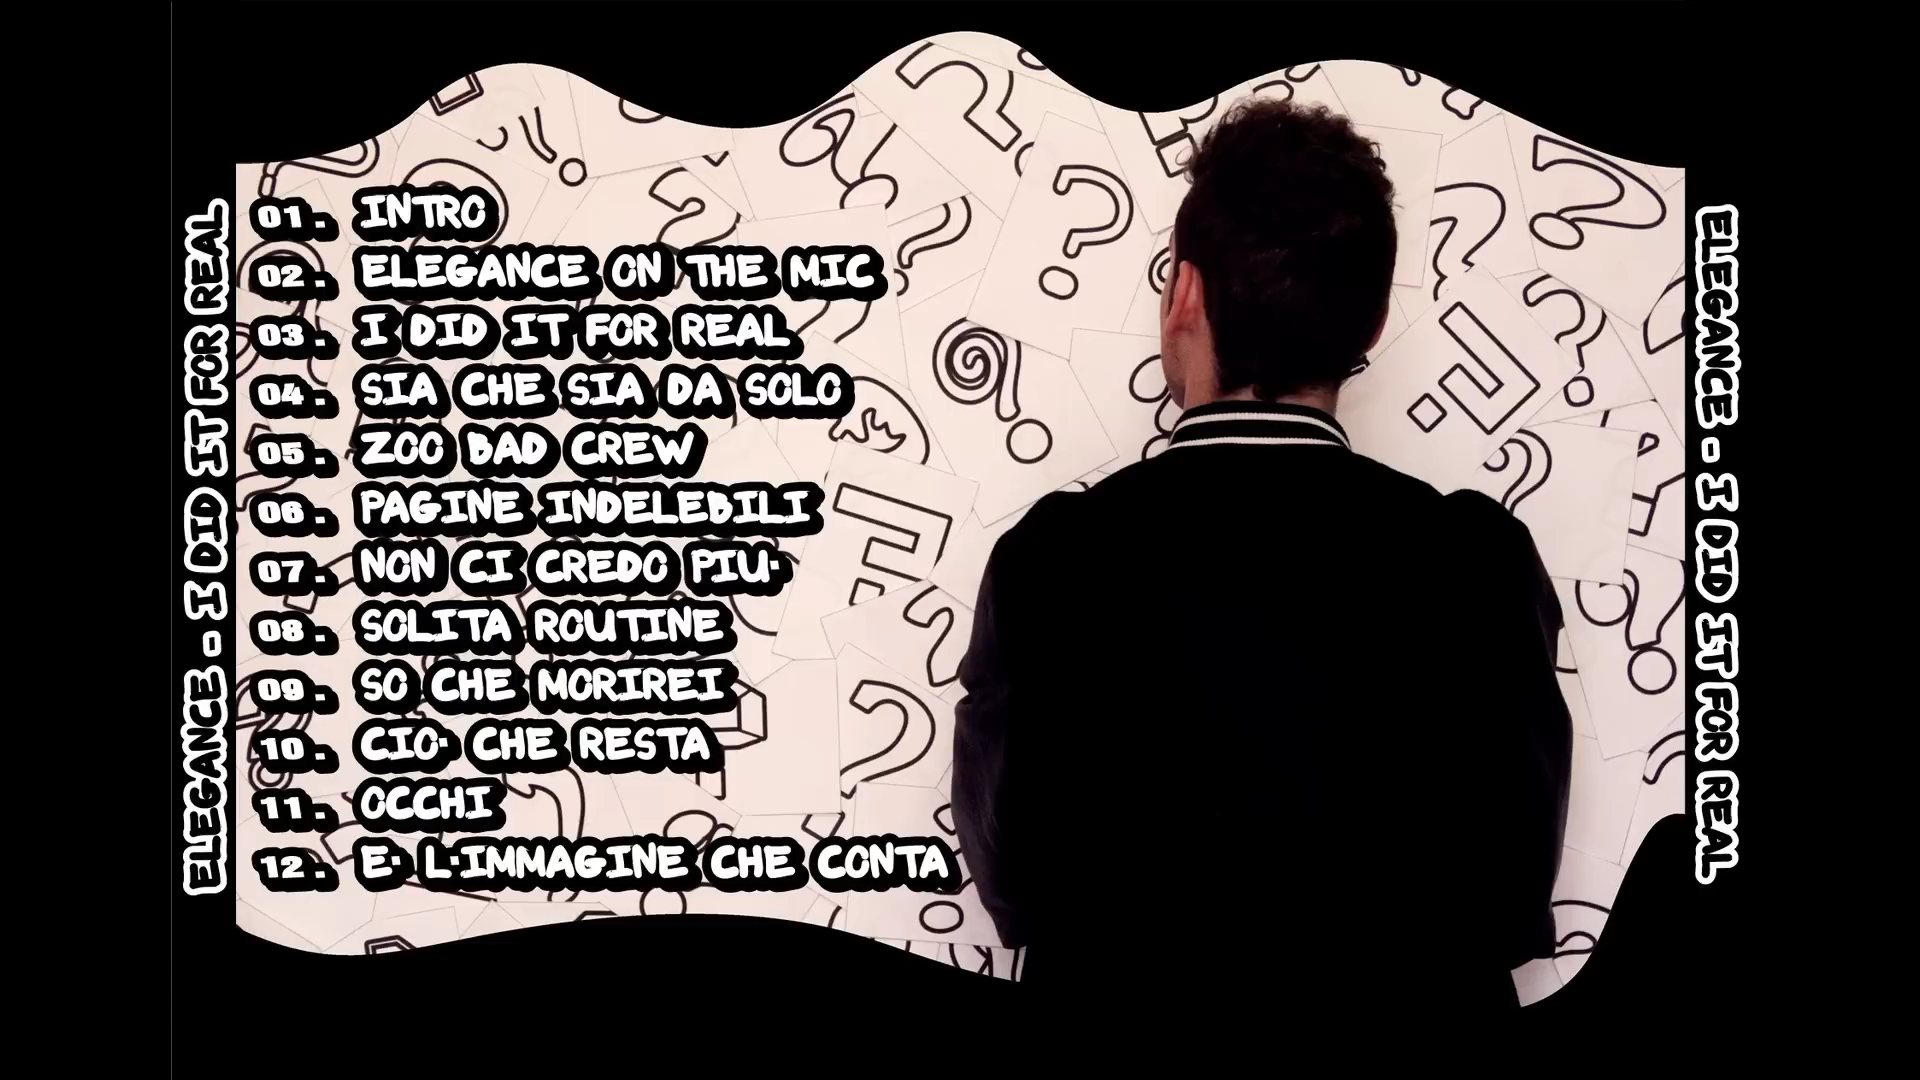 ELEGANCE - I DID IT FOR REAL
01. INTRO
02. ELEGANCE ON THE MIC
03. I DID IT FOR REAL
04. SIA CHE SIA DA SOLO
05. ZOO BAD CREW
06. PAGINE INDELEBILI
07. NON CI CREDO PIU'
08. SOLITA ROUTINE
09. SO CHE MORIREI
10. CIO' CHE RESTA
11. OCCHI
12. E' L'IMMAGINE CHE CONTA
ELEGANCE - I DID IT FOR REAL